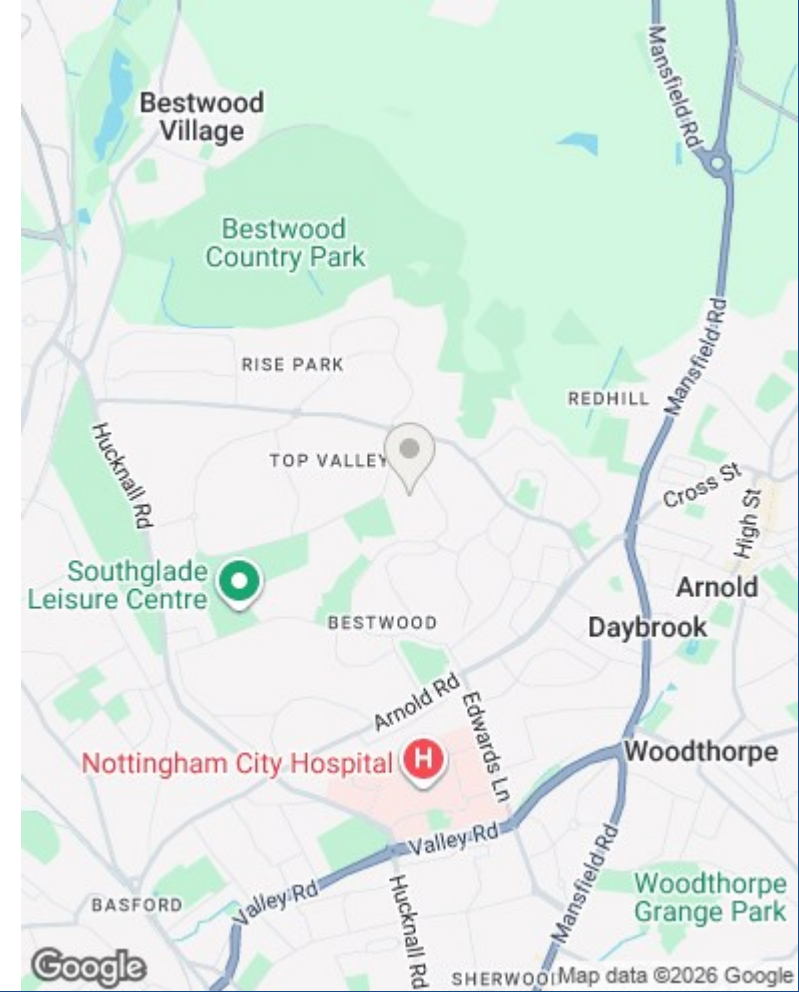 Mansfield Rd
Bestwood
Village
Bestwood
Country Park
Mansfield Rd
RISE PARK
REDHILL
Hucknall Rd
TOP VALLEY
Cross St
High St
Southglade
Leisure Centre
Arnold
BESTWOOD
Daybrook
Arnold Rd
Edwards Ln
Nottingham City Hospital
H
Woodthorpe
Valley Rd
Mansfield Rd
Valley Rd
Hucknall Rd
Woodthorpe
Grange Park
BASFORD
Google
SHERWOO
Map data ©2026 Google